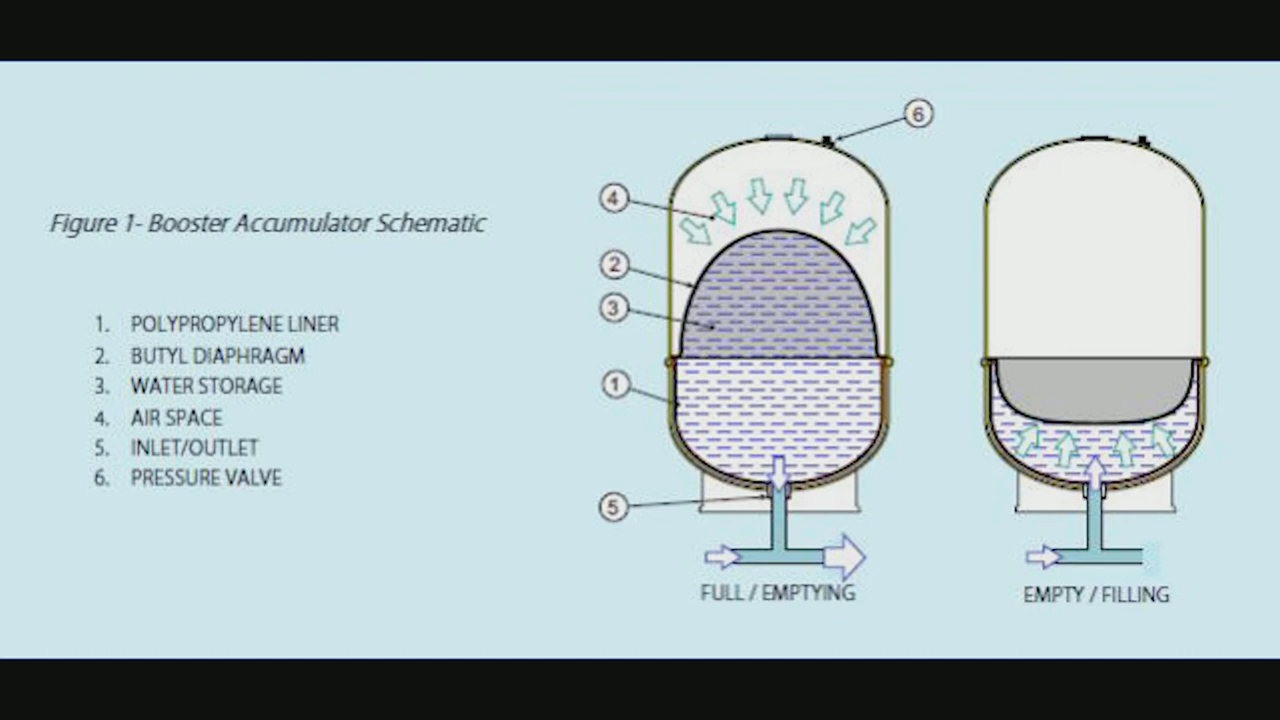 Figure 1- Booster Accumulator Schematic
1. POLYPROPYLENE LINER
2. BUTYL DIAPHRAGM
3. WATER STORAGE
4. AIR SPACE
5. INLET/OUTLET
6. PRESSURE VALVE
6
4
2
3
1
5
FULL / EMPTYING
EMPTY / FILLING